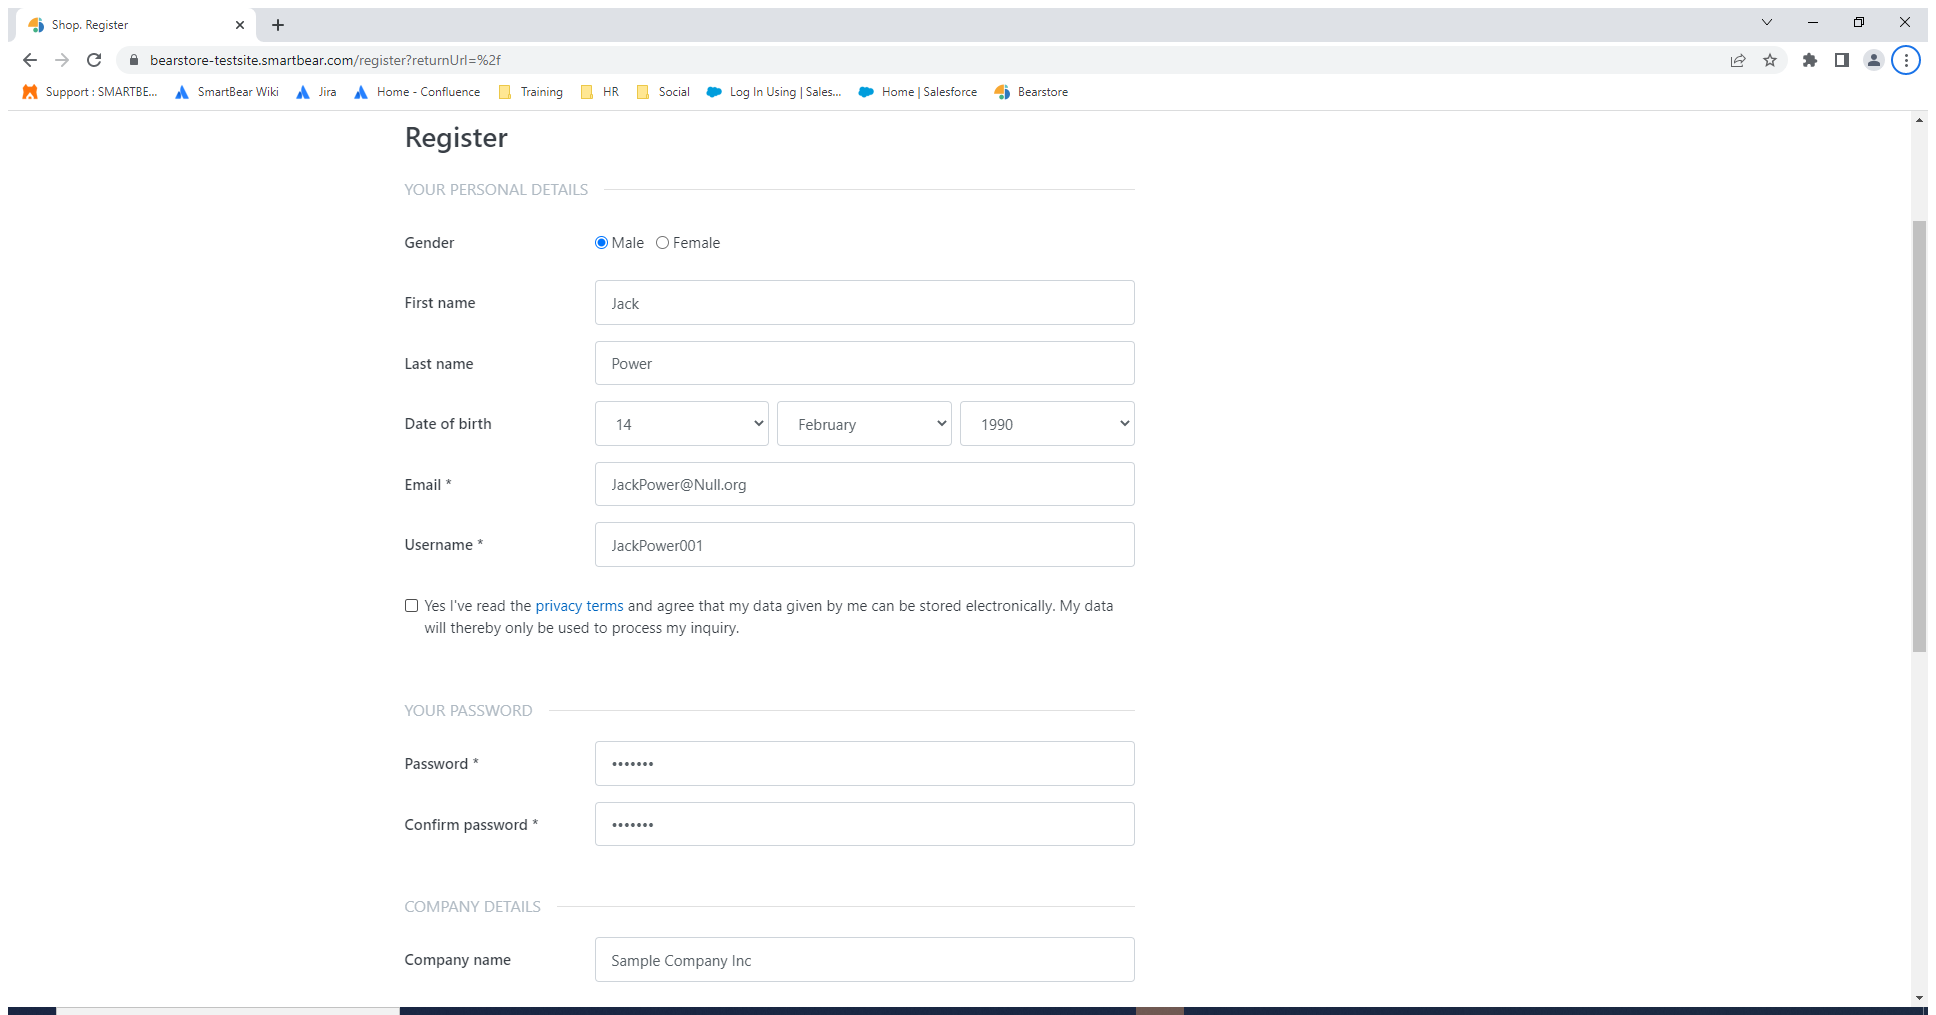 Shop. Register
bearstore-testsite.smartbear.com/register?returnUrl=%2f
Support : SMARTBE... SmartBear Wiki Jira Home - Confluence Training HR Social Log In Using | Sales... Home | Salesforce Bearstore
Register
YOUR PERSONAL DETAILS
Gender Male Female
First name Jack
Last name Power
Date of birth 14 February 1990
Email * JackPower@Null.org
Username * JackPower001
Yes I've read the privacy terms and agree that my data given by me can be stored electronically. My data
will thereby only be used to process my inquiry.
YOUR PASSWORD
Password * •••••••
Confirm password * •••••••
COMPANY DETAILS
Company name Sample Company Inc